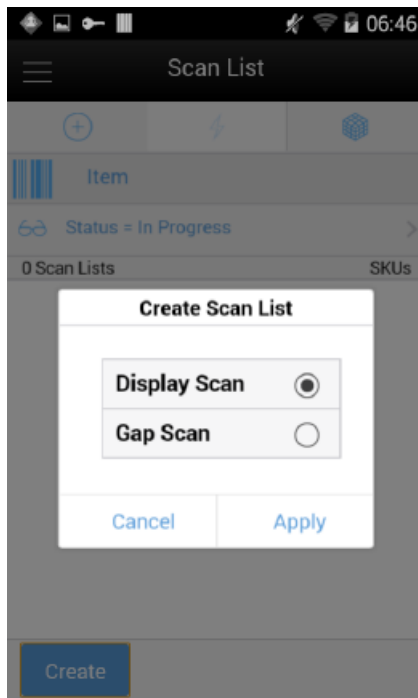 06:46
Scan List
Item
Status = In Progress
0 Scan Lists SKUs
Create Scan List
Display Scan
Gap Scan
Cancel Apply
Create